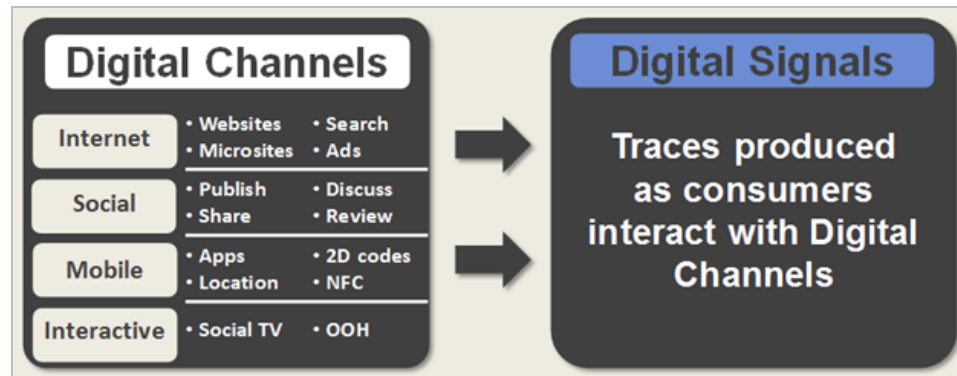 Digital Channels
Internet
• Websites • Search
• Microsites • Ads
Social
• Publish • Discuss
• Share • Review
Mobile
• Apps • 2D codes
• Location • NFC
Interactive
• Social TV • OOH
Digital Signals
Traces produced
as consumers
interact with Digital
Channels